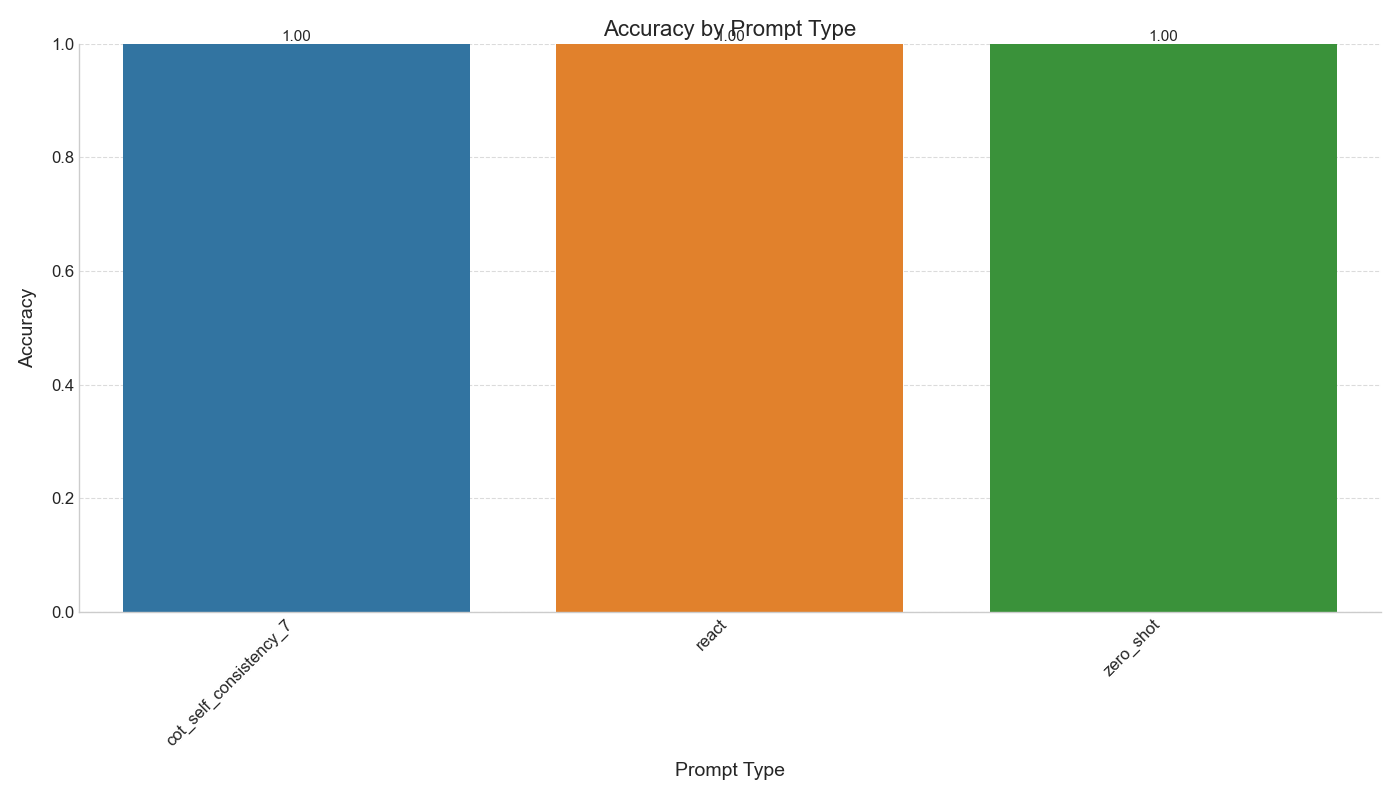 Accuracy by Prompt Type
1.00
1.00
1.00
1.0
0.8
0.6
0.4
0.2
0.0
Accuracy
cot_self_consistency_7
react
zero_shot
Prompt Type